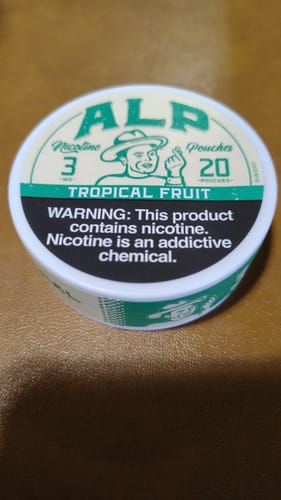 ALP
Nicotine Pouches
3 20
-MG- -POUCHES-
TROPICAL FRUIT
WARNING: This product
contains nicotine.
Nicotine is an addictive
chemical.